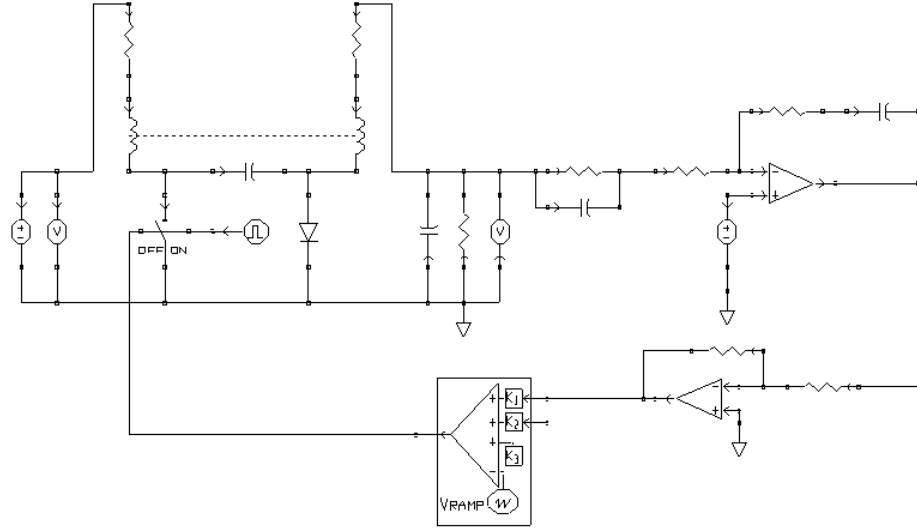 ± V V - +
±
OFF ON
- +
+ K1
+ K2
+ K3
-
VRAMP